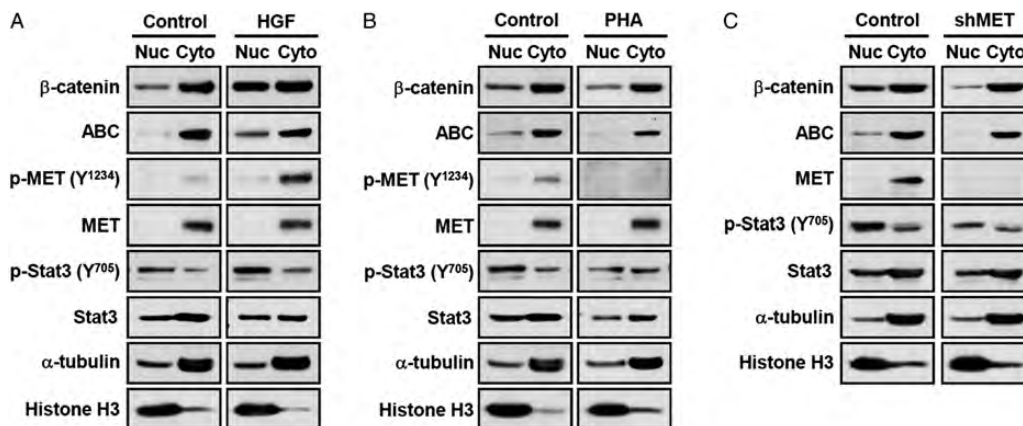 A
Control HGF
Nuc Cyto Nuc Cyto
β-catenin
ABC
p-MET (Y¹²³⁴)
MET
p-Stat3 (Y⁷⁰⁵)
Stat3
α-tubulin
Histone H3
B
Control PHA
Nuc Cyto Nuc Cyto
β-catenin
ABC
p-MET (Y¹²³⁴)
MET
p-Stat3 (Y⁷⁰⁵)
Stat3
α-tubulin
Histone H3
C
Control shMET
Nuc Cyto Nuc Cyto
β-catenin
ABC
MET
p-Stat3 (Y⁷⁰⁵)
Stat3
α-tubulin
Histone H3